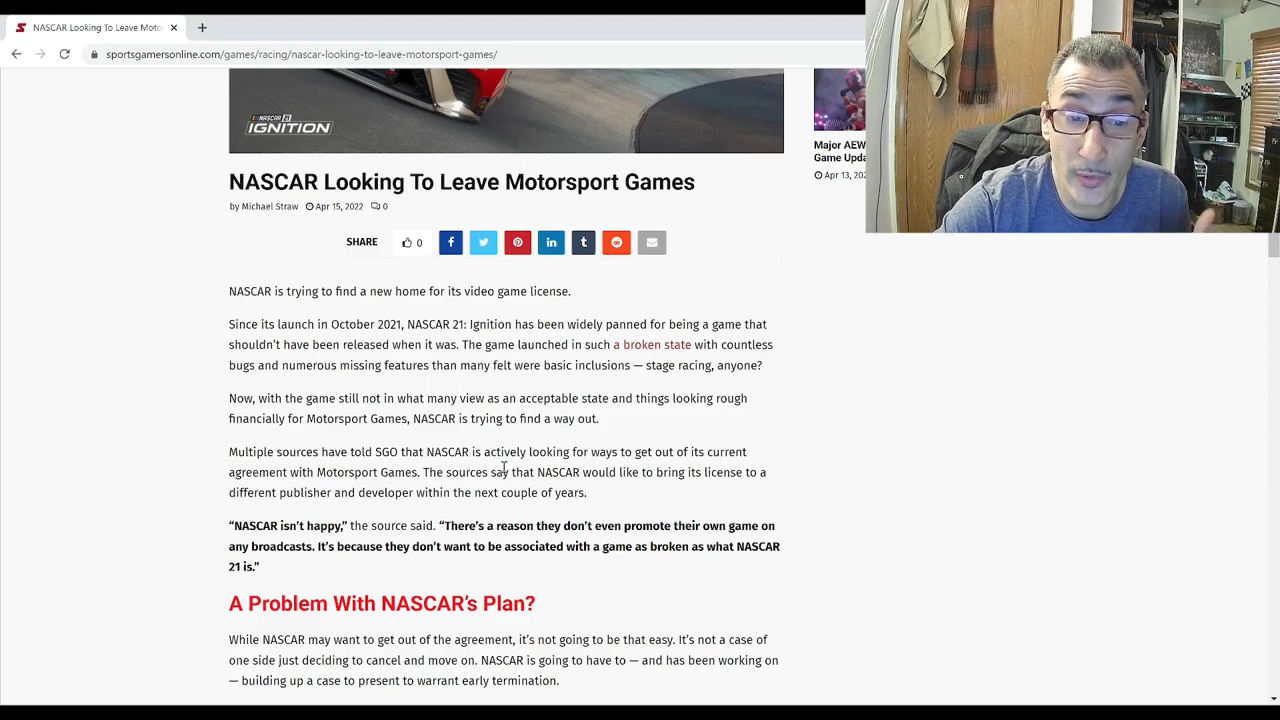 NASCAR Looking To Leave Moto
sportsgamersonline.com/games/racing/nascar-looking-to-leave-motorsport-games/
NASCAR 21
IGNITION
NASCAR Looking To Leave Motorsport Games
by Michael Straw Apr 15, 2022 0
SHARE 0
NASCAR is trying to find a new home for its video game license.
Since its launch in October 2021, NASCAR 21: Ignition has been widely panned for being a game that
shouldn’t have been released when it was. The game launched in such a broken state with countless
bugs and numerous missing features than many felt were basic inclusions — stage racing, anyone?
Now, with the game still not in what many view as an acceptable state and things looking rough
financially for Motorsport Games, NASCAR is trying to find a way out.
Multiple sources have told SGO that NASCAR is actively looking for ways to get out of its current
agreement with Motorsport Games. The sources say that NASCAR would like to bring its license to a
different publisher and developer within the next couple of years.
“NASCAR isn’t happy,” the source said. “There’s a reason they don’t even promote their own game on
any broadcasts. It’s because they don’t want to be associated with a game as broken as what NASCAR
21 is.”
A Problem With NASCAR’s Plan?
While NASCAR may want to get out of the agreement, it’s not going to be that easy. It’s not a case of
one side just deciding to cancel and move on. NASCAR is going to have to — and has been working on
— building up a case to present to warrant early termination.
Major AEW
Game Upda
Apr 13, 202